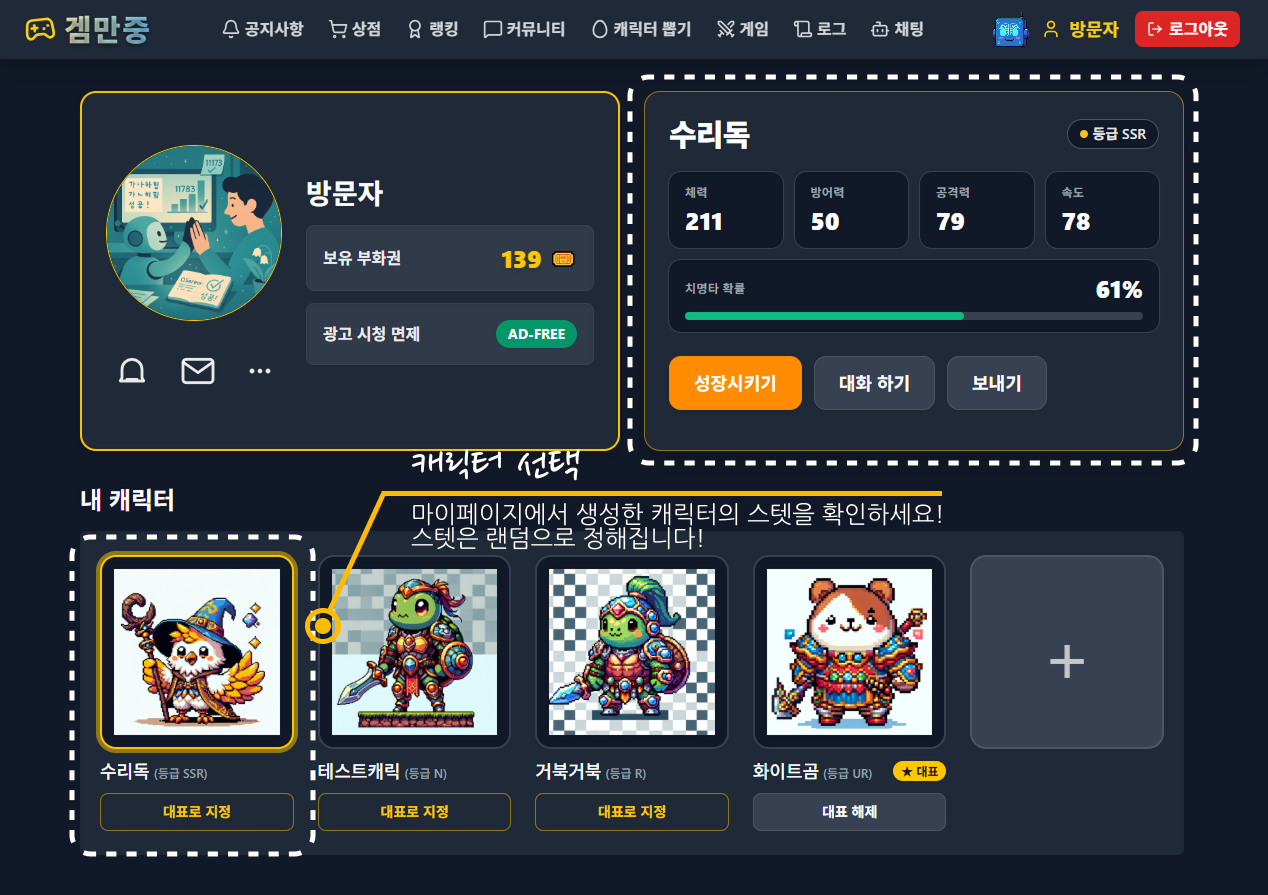 겜만중
공지사항
상점
랭킹
커뮤니티
캐릭터 뽑기
게임
로그
채팅
방문자
로그아웃
11173
11783
성공!
성공!
방문자
보유 부화권
139
광고 시청 면제
AD-FREE
수리독
등급 SSR
체력
211
방어력
50
공격력
79
속도
78
치명타 확률
61%
성장시키기
대화 하기
보내기
캐릭터 선택
내 캐릭터
마이페이지에서 생성한 캐릭터의 스텟을 확인하세요!
스텟은 랜덤으로 정해집니다!
수리독 (등급 SSR)
대표로 지정
테스트캐릭 (등급 N)
대표로 지정
거북거북 (등급 R)
대표로 지정
화이트곰 (등급 UR)
★ 대표
대표 해제